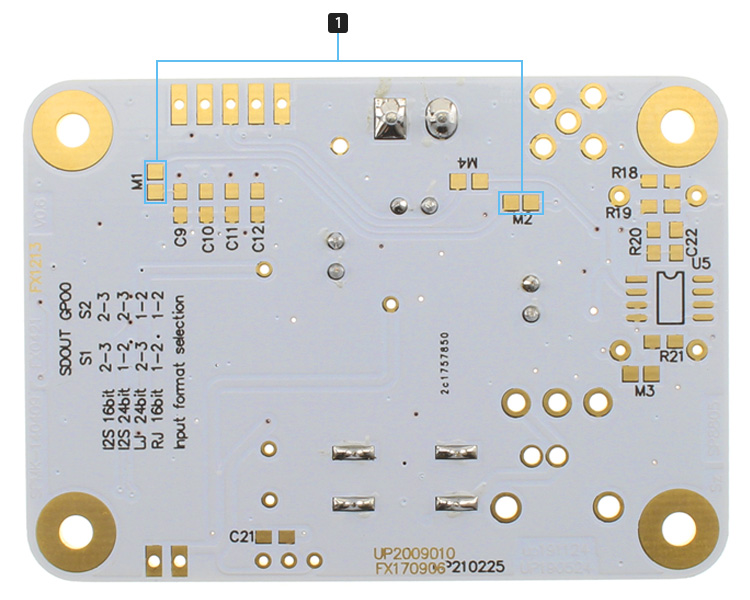 1
M1
M4
M2
R18
R19
R20
C22
U5
R21
M3
C9
C10
C11
C12
FX1213
SDOUT GPO0
S1 S2
I2S 16bit 2-3 2-3
I2S 24bit 1-2 2-3
LJ 24bit 2-3 1-2
RJ 16bit 1-2 1-2
Input format selection
2c1757850
C21
UP2009010
FX170906 P210225